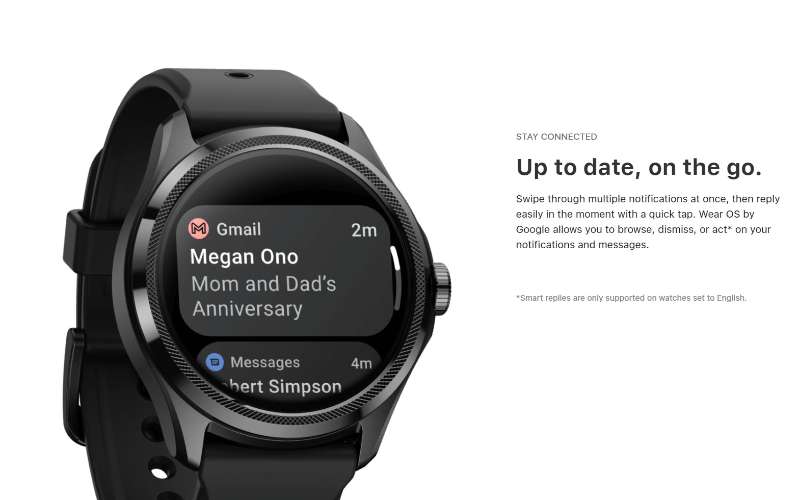 STAY CONNECTED
Up to date, on the go.
Swipe through multiple notifications at once, then reply
easily in the moment with a quick tap. Wear OS by
Google allows you to browse, dismiss, or act* on your
notifications and messages.
*Smart replies are only supported on watches set to English.
Gmail 2m
Megan Ono
Mom and Dad's
Anniversary
Messages 4m
bert Simpson